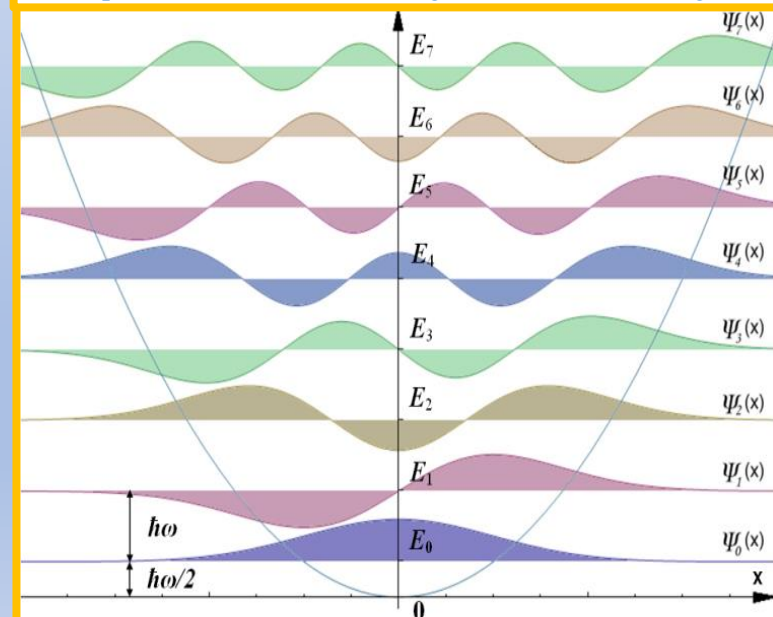 E₇ Ψ₇(x)
E₆ Ψ₆(x)
E₅ Ψ₅(x)
E₄ Ψ₄(x)
E₃ Ψ₃(x)
E₂ Ψ₂(x)
E₁ Ψ₁(x)
ħω
E₀ Ψ₀(x)
ħω/2
x
0